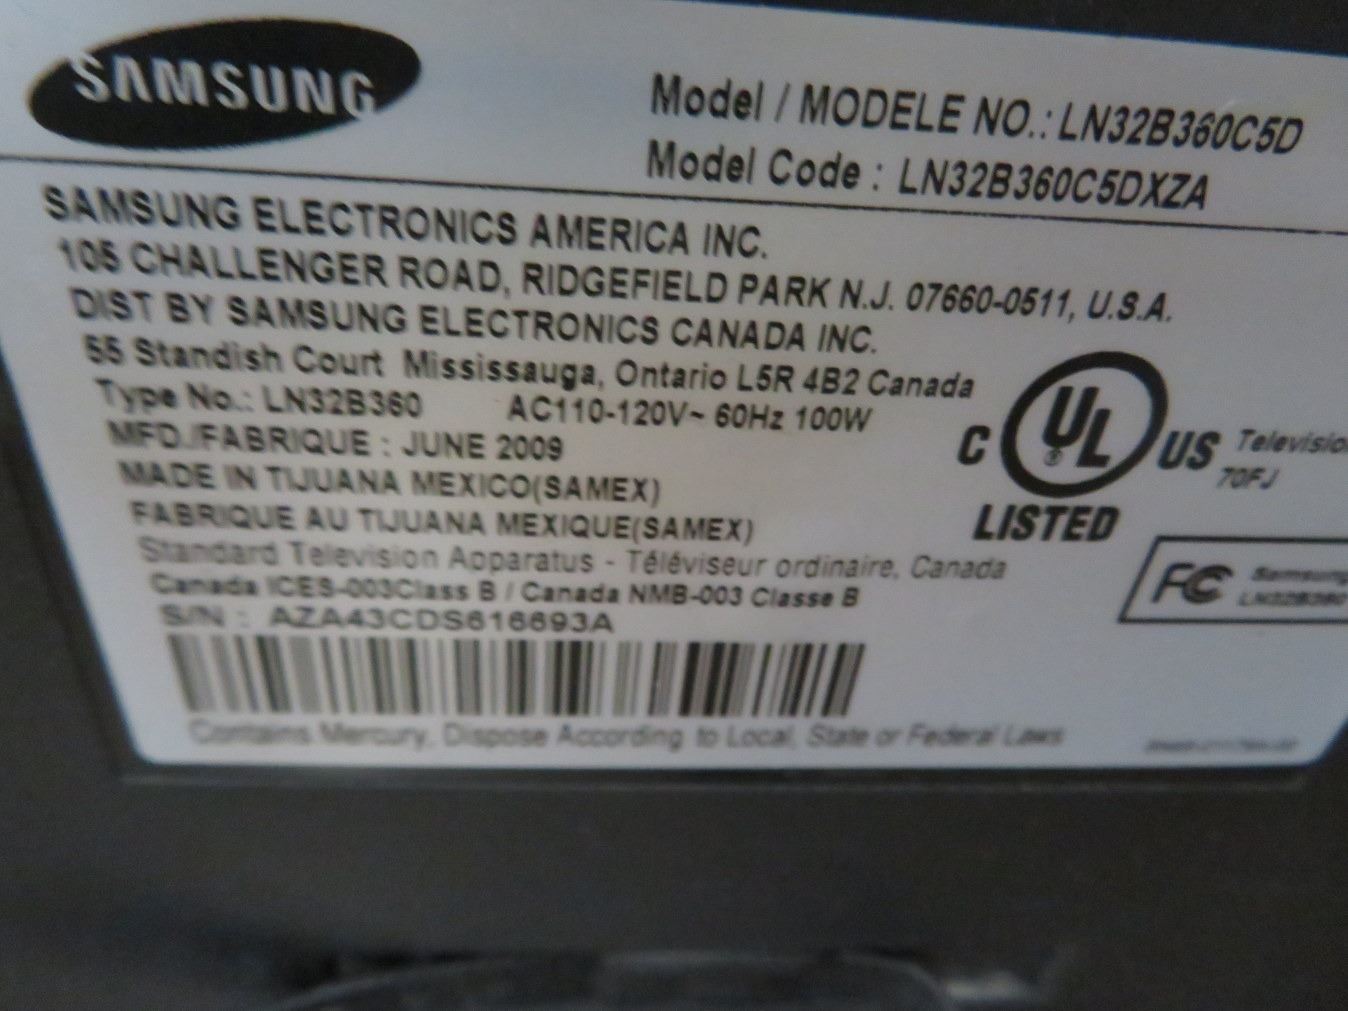 SAMSUNG
Model / MODELE NO.: LN32B360C5D
Model Code : LN32B360C5DXZA
SAMSUNG ELECTRONICS AMERICA INC.
105 CHALLENGER ROAD, RIDGEFIELD PARK N.J. 07660-0511, U.S.A.
DIST BY SAMSUNG ELECTRONICS CANADA INC.
55 Standish Court Mississauga, Ontario L5R 4B2 Canada
Type No.: LN32B360 AC110-120V~ 60Hz 100W
MFD./FABRIQUE : JUNE 2009
MADE IN TIJUANA MEXICO(SAMEX)
FABRIQUE AU TIJUANA MEXIQUE(SAMEX)
Standard Television Apparatus - Téléviseur ordinaire, Canada
Canada ICES-003Class B / Canada NMB-003 Classe B
S/N : AZA43CDS616693A
Contains Mercury, Dispose According to Local, State or Federal Laws
C UL ® US
LISTED
Televisio
70FJ
FC Samsung
LN32B360